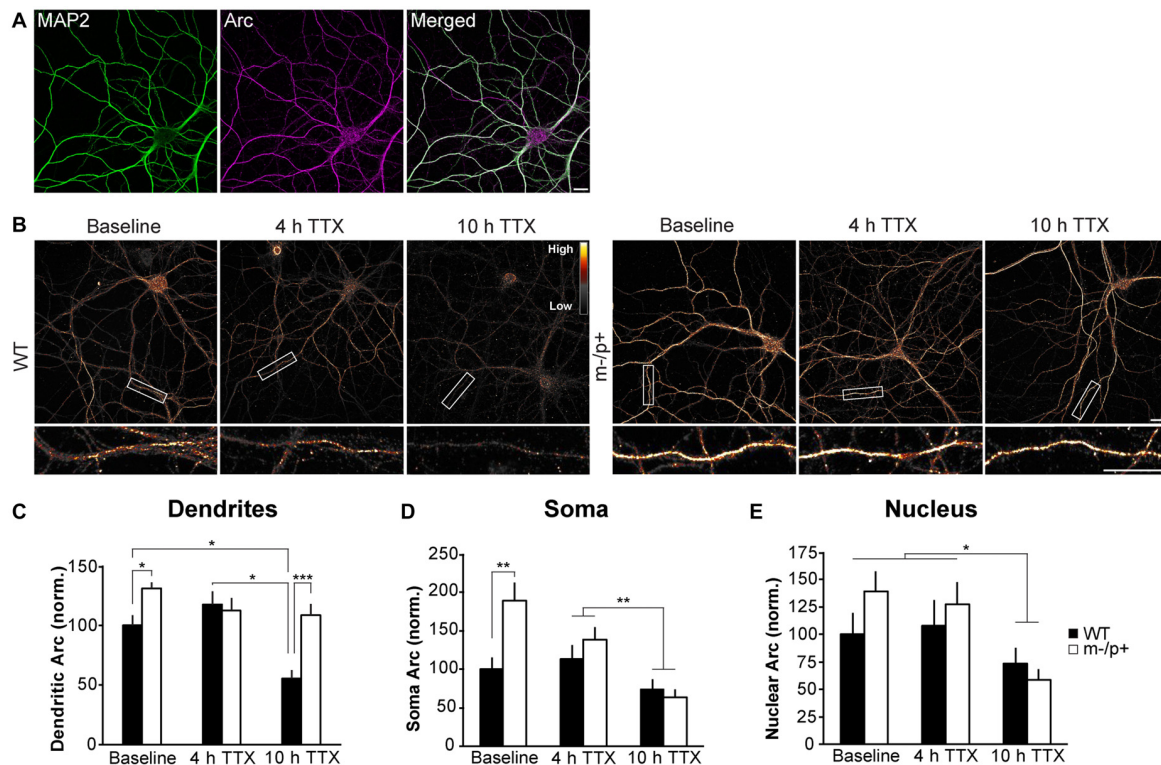 A
MAP2
Arc
Merged
B
Baseline
4 h TTX
10 h TTX
Baseline
4 h TTX
10 h TTX
WT
High
Low
m-/p+
C
Dendrites
Dendritic Arc (norm.)
150
100
50
0
*
*
*
***
Baseline
4 h TTX
10 h TTX
D
Soma
Soma Arc (norm.)
250
200
150
100
50
0
**
**
Baseline
4 h TTX
10 h TTX
E
Nucleus
Nuclear Arc (norm.)
175
150
125
100
75
50
25
0
*
WT
m-/p+
Baseline
4 h TTX
10 h TTX